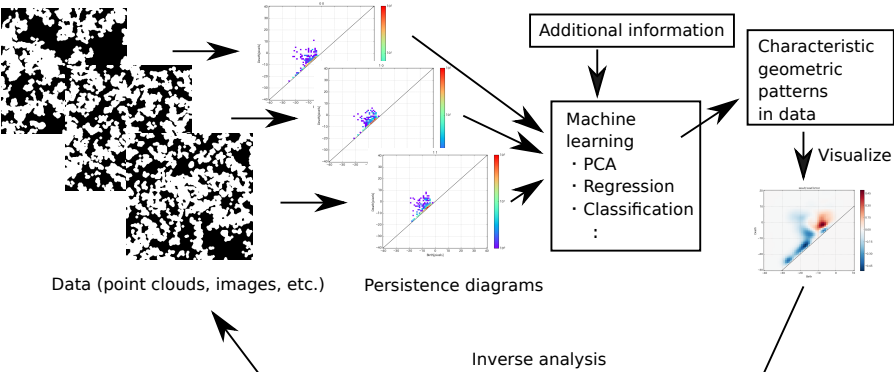 Additional information
Characteristic
geometric
patterns
in data
Machine
learning
・PCA
・Regression
・Classification
:
Visualize
Data (point clouds, images, etc.)
Persistence diagrams
Inverse analysis